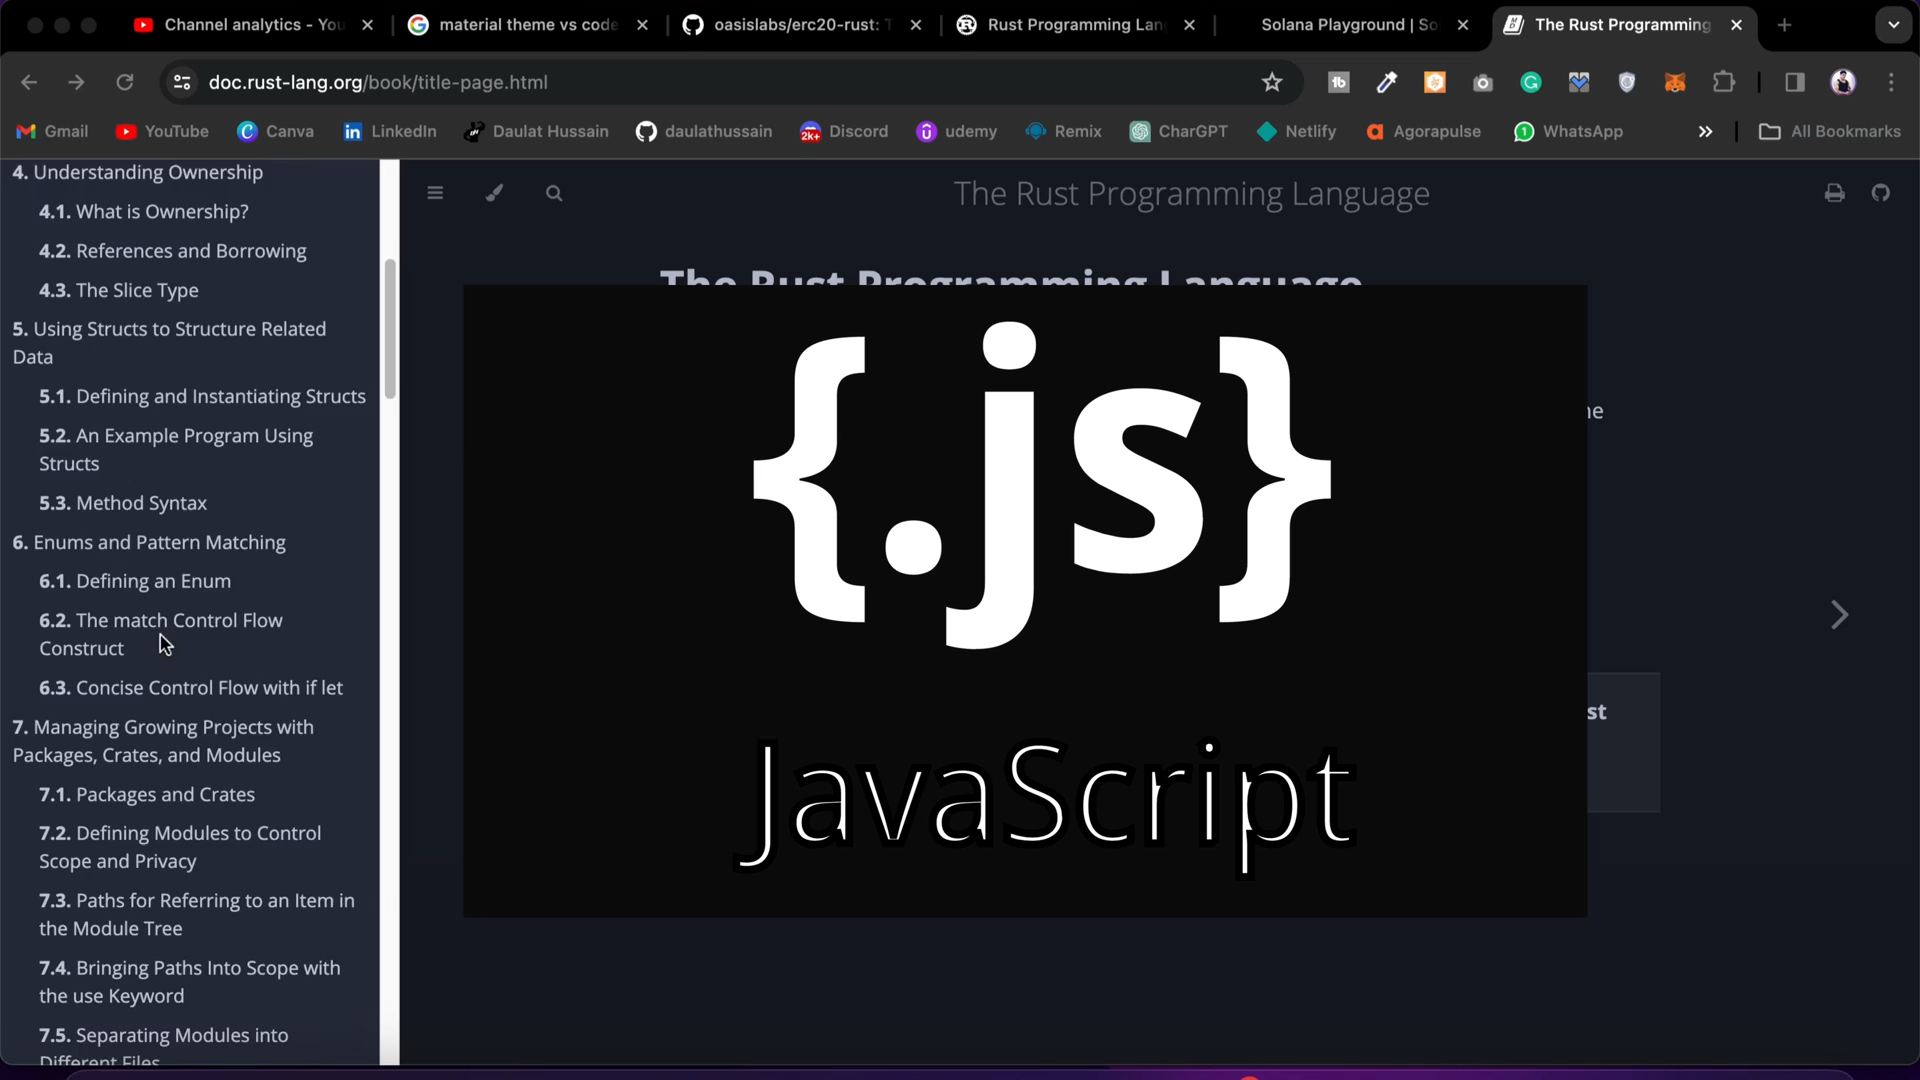 Channel analytics - You
material theme vs code
oasislabs/erc20-rust: T
Rust Programming Lan
Solana Playground | So
The Rust Programming
doc.rust-lang.org/book/title-page.html
Gmail
YouTube
Canva
LinkedIn
Daulat Hussain
daulathussain
Discord
udemy
Remix
CharGPT
Netlify
Agorapulse
WhatsApp
All Bookmarks
4. Understanding Ownership
4.1. What is Ownership?
4.2. References and Borrowing
4.3. The Slice Type
5. Using Structs to Structure Related
Data
5.1. Defining and Instantiating Structs
5.2. An Example Program Using
Structs
5.3. Method Syntax
6. Enums and Pattern Matching
6.1. Defining an Enum
6.2. The match Control Flow
Construct
6.3. Concise Control Flow with if let
7. Managing Growing Projects with
Packages, Crates, and Modules
7.1. Packages and Crates
7.2. Defining Modules to Control
Scope and Privacy
7.3. Paths for Referring to an Item in
the Module Tree
7.4. Bringing Paths Into Scope with
the use Keyword
7.5. Separating Modules into
Different Files
The Rust Programming Language
The Rust Programming Language
{.js}
JavaScript